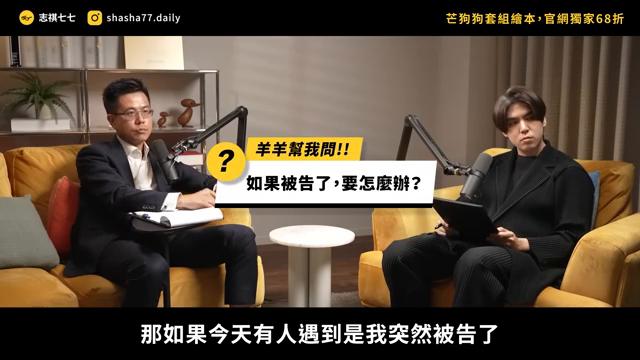 志祺七七
shasha77.daily
芒狗狗套組繪本，官網獨家68折
?
羊羊幫我問!!
如果被告了，要怎麼辦?
那如果今天有人遇到是我突然被告了